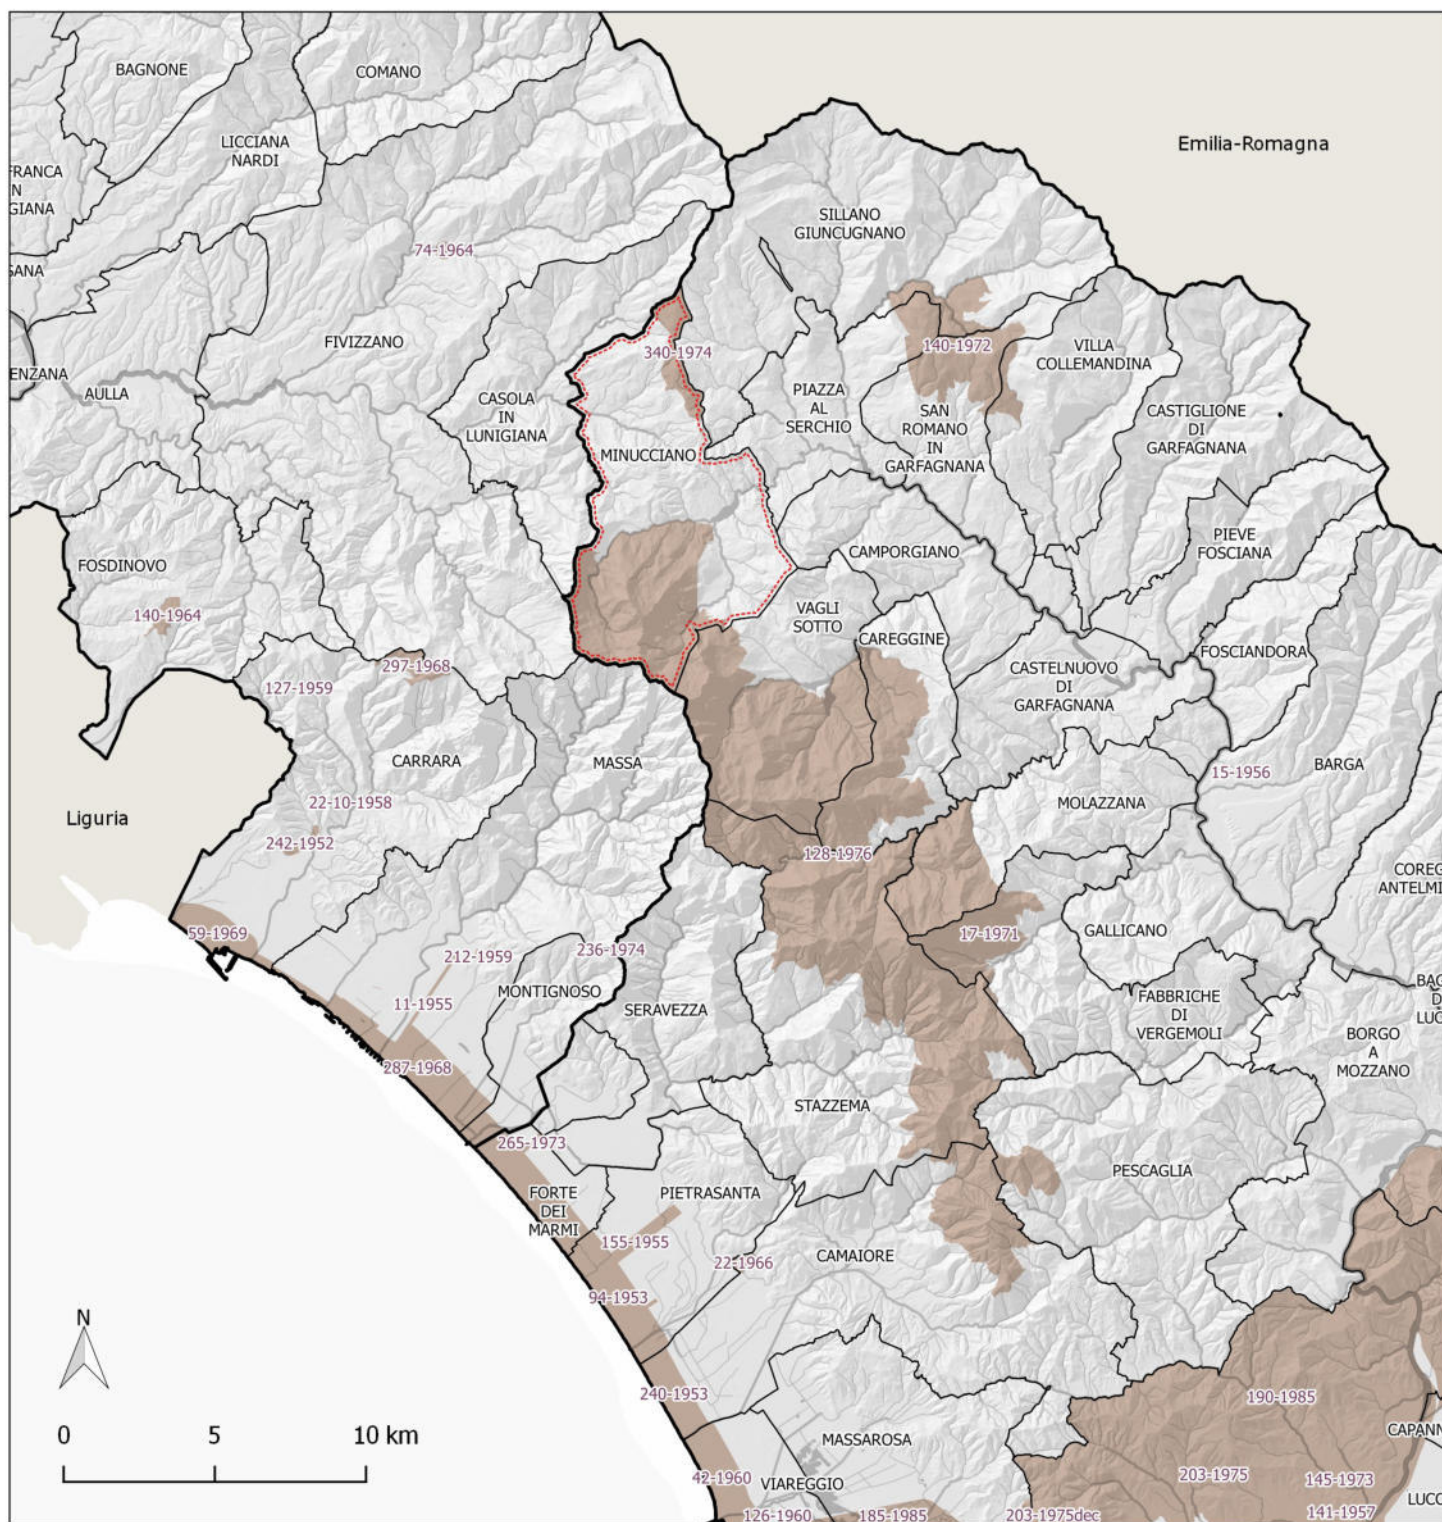 BAGNONE
COMANO
Emilia-Romagna
LICCIANA
NARDI
FRANCA
N
GIANA
SILLANO
GIUNCUGNANO
74-1964
SANA
FIVIZZANO
340-1974
140-1972
VILLA
COLLEMANDINA
ENZANA
AULLA
CASOLA
IN
LUNIGIANA
PIAZZA
AL
SERCHIO
SAN
ROMANO
IN
GARFAGNANA
CASTIGLIONE
DI
GARFAGNANA
MINUCCIANO
PIEVE
FOSCIANA
FOSDINOVO
CAMPORGIANO
140-1964
VAGLI
SOTTO
CAREGGINE
FOSCIANDORA
297-1968
127-1959
CASTELNUOVO
DI
GARFAGNANA
CARRARA
MASSA
15-1956
BARGA
22-10-1958
MOLAZZANA
Liguria
242-1952
128-1976
COREG
ANTELMI
59-1969
17-1971
GALLICANO
212-1959
236-1974
MONTIGNOSO
11-1955
SERAVEZZA
FABBRICHE
DI
VERGEMOLI
BAG
D
LUC
BORGO
A
MOZZANO
287-1968
STAZZEMA
265-1973
PESCAGLIA
FORTE
DEI
MARMI
PIETRASANTA
155-1955
22-1966
CAMAIORE
94-1953
N
240-1953
190-1985
0 5 10 km
MASSAROSA
CAPANN
42-1960
VIAREGGIO
203-1975
145-1973
LUCC
126-1960
185-1985
203-1975dec
141-1957